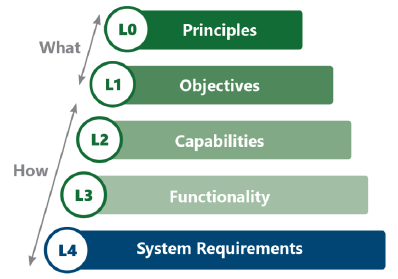 L0 Principles
What
L1 Objectives
L2 Capabilities
How
L3 Functionality
L4 System Requirements